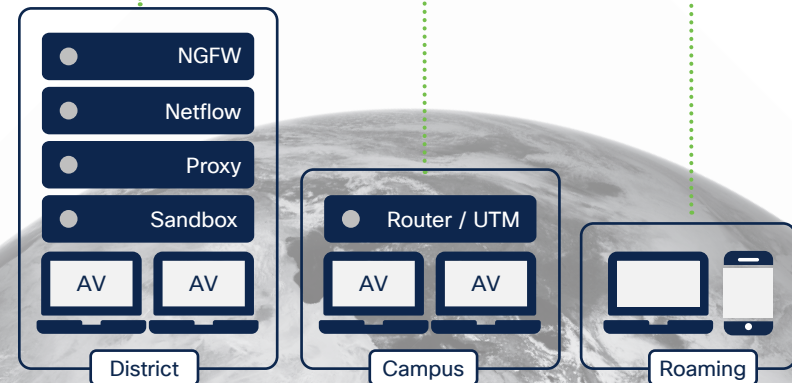 NGFW
Netflow
Proxy
Sandbox
AV AV
District
Router / UTM
AV AV
Campus
Roaming